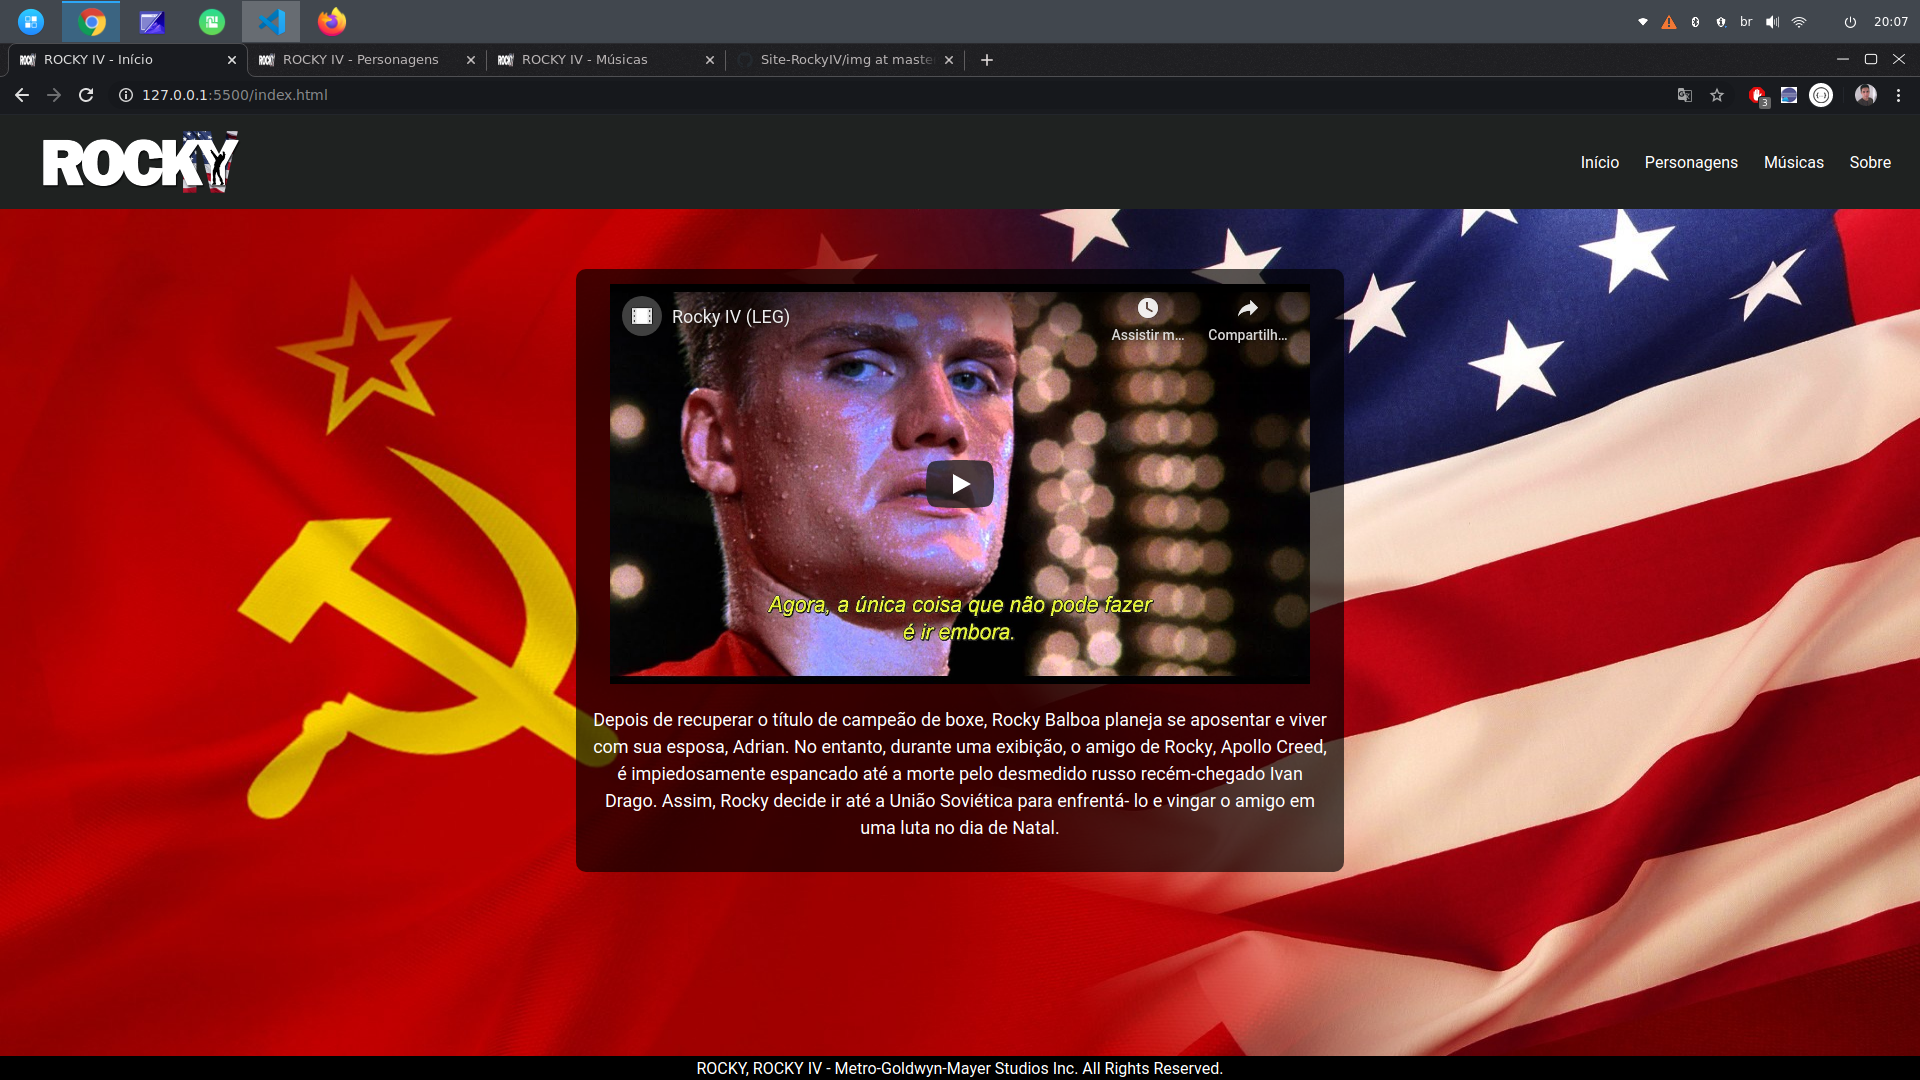 br
20:07
ROCKY IV - Início
ROCKY IV - Personagens
ROCKY IV - Músicas
Site-RockyIV/img at maste
127.0.0.1:5500/index.html
3
ROCKY
Início
Personagens
Músicas
Sobre
Rocky IV (LEG)
Assistir m...
Compartilh...
Agora, a única coisa que não pode fazer
é ir embora.
Depois de recuperar o título de campeão de boxe, Rocky Balboa planeja se aposentar e viver
com sua esposa, Adrian. No entanto, durante uma exibição, o amigo de Rocky, Apollo Creed,
é impiedosamente espancado até a morte pelo desmedido russo recém-chegado Ivan
Drago. Assim, Rocky decide ir até a União Soviética para enfrentá- lo e vingar o amigo em
uma luta no dia de Natal.
ROCKY, ROCKY IV - Metro-Goldwyn-Mayer Studios Inc. All Rights Reserved.